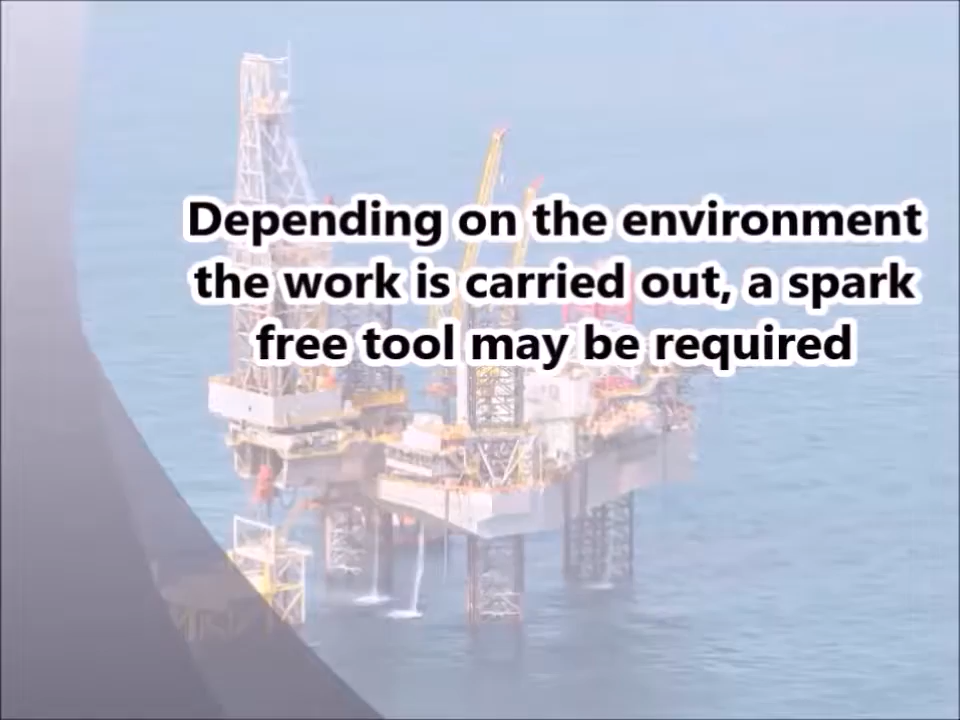 Depending on the environment
the work is carried out, a spark
free tool may be required